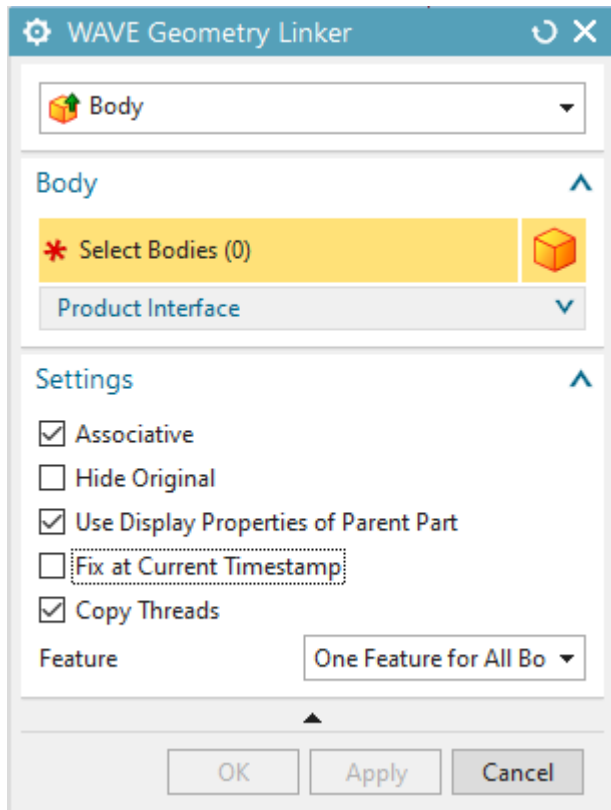 WAVE Geometry Linker
Body
Body
* Select Bodies (0)
Product Interface
Settings
Associative
Hide Original
Use Display Properties of Parent Part
Fix at Current Timestamp
Copy Threads
Feature One Feature for All Bo
OK Apply Cancel